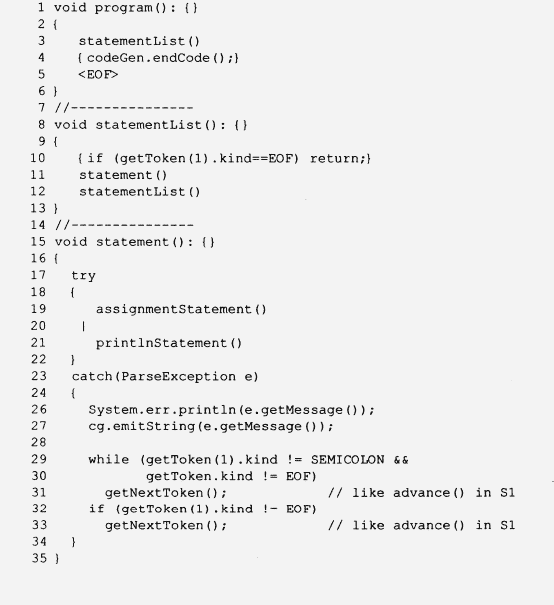 1 void program(): {}
2 {
3    statementList()
4    {codeGen.endCode();}
5    <EOF>
6 }
7 //---------------
8 void statementList(): {}
9 {
10    {if (getToken(1).kind==EOF) return;}
11    statement()
12    statementList()
13 }
14 //---------------
15 void statement(): {}
16 {
17   try
18   {
19      assignmentStatement()
20    |
21      printlnStatement()
22   }
23   catch(ParseException e)
24   {
26     System.err.println(e.getMessage());
27     cg.emitString(e.getMessage());
28
29     while (getToken(1).kind != SEMICOLON &&
30            getToken.kind != EOF)
31       getNextToken();            // like advance() in S1
32     if (getToken(1).kind !- EOF)
33       getNextToken();            // like advance() in S1
34   }
35 }